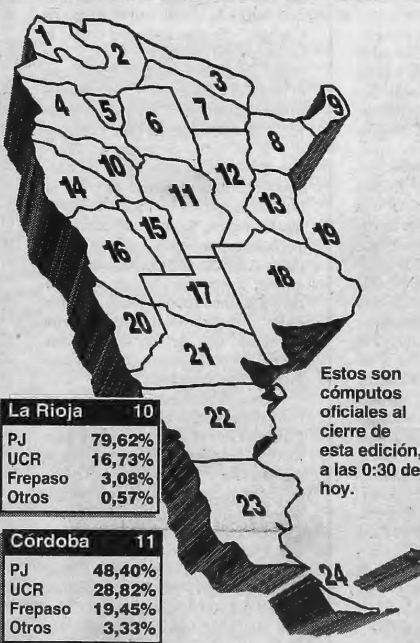 1
2
3
4
5
6
7
8
9
10
11
12
13
14
15
16
17
18
19
20
21
22
23
24
Estos son
cómputos
oficiales al
cierre de
esta edición,
a las 0:30 de
hoy.
La Rioja 10
PJ 79,62%
UCR 16,73%
Frepaso 3,08%
Otros 0,57%
Córdoba 11
PJ 48,40%
UCR 28,82%
Frepaso 19,45%
Otros 3,33%